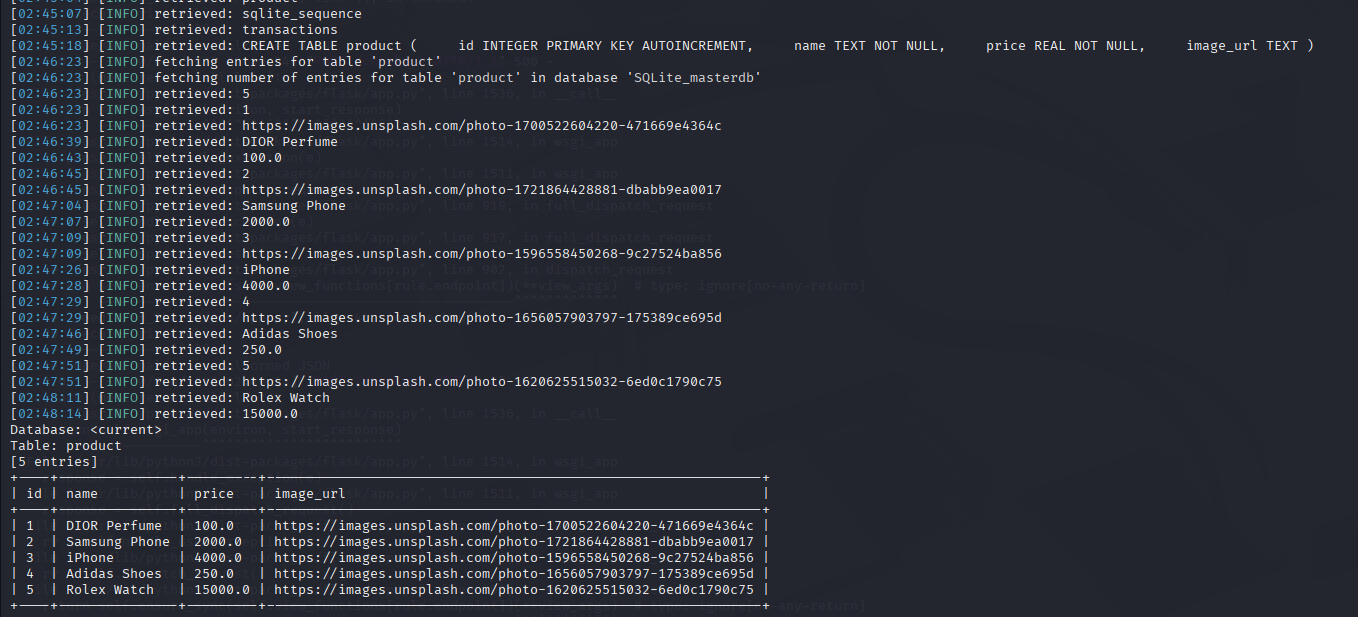 [02:45:07] [INFO] retrieved: sqlite_sequence
[02:45:13] [INFO] retrieved: transactions
[02:45:18] [INFO] retrieved: CREATE TABLE product (     id INTEGER PRIMARY KEY AUTOINCREMENT,     name TEXT NOT NULL,     price REAL NOT NULL,     image_url TEXT )
[02:46:23] [INFO] fetching entries for table 'product'
[02:46:23] [INFO] fetching number of entries for table 'product' in database 'SQLite_masterdb'
[02:46:23] [INFO] retrieved: 5
[02:46:23] [INFO] retrieved: 1
[02:46:23] [INFO] retrieved: https://images.unsplash.com/photo-1700522604220-471669e4364c
[02:46:39] [INFO] retrieved: DIOR Perfume
[02:46:43] [INFO] retrieved: 100.0
[02:46:45] [INFO] retrieved: 2
[02:46:45] [INFO] retrieved: https://images.unsplash.com/photo-1721864428881-dbabb9ea0017
[02:47:04] [INFO] retrieved: Samsung Phone
[02:47:07] [INFO] retrieved: 2000.0
[02:47:09] [INFO] retrieved: 3
[02:47:09] [INFO] retrieved: https://images.unsplash.com/photo-1596558450268-9c27524ba856
[02:47:26] [INFO] retrieved: iPhone
[02:47:28] [INFO] retrieved: 4000.0
[02:47:29] [INFO] retrieved: 4
[02:47:29] [INFO] retrieved: https://images.unsplash.com/photo-1656057903797-175389ce695d
[02:47:46] [INFO] retrieved: Adidas Shoes
[02:47:49] [INFO] retrieved: 250.0
[02:47:51] [INFO] retrieved: 5
[02:47:51] [INFO] retrieved: https://images.unsplash.com/photo-1620625515032-6ed0c1790c75
[02:48:11] [INFO] retrieved: Rolex Watch
[02:48:14] [INFO] retrieved: 15000.0
Database: <current>
Table: product
[5 entries]
| id | name | price | image_url |
| 1 | DIOR Perfume | 100.0 | https://images.unsplash.com/photo-1700522604220-471669e4364c |
| 2 | Samsung Phone | 2000.0 | https://images.unsplash.com/photo-1721864428881-dbabb9ea0017 |
| 3 | iPhone | 4000.0 | https://images.unsplash.com/photo-1596558450268-9c27524ba856 |
| 4 | Adidas Shoes | 250.0 | https://images.unsplash.com/photo-1656057903797-175389ce695d |
| 5 | Rolex Watch | 15000.0 | https://images.unsplash.com/photo-1620625515032-6ed0c1790c75 |